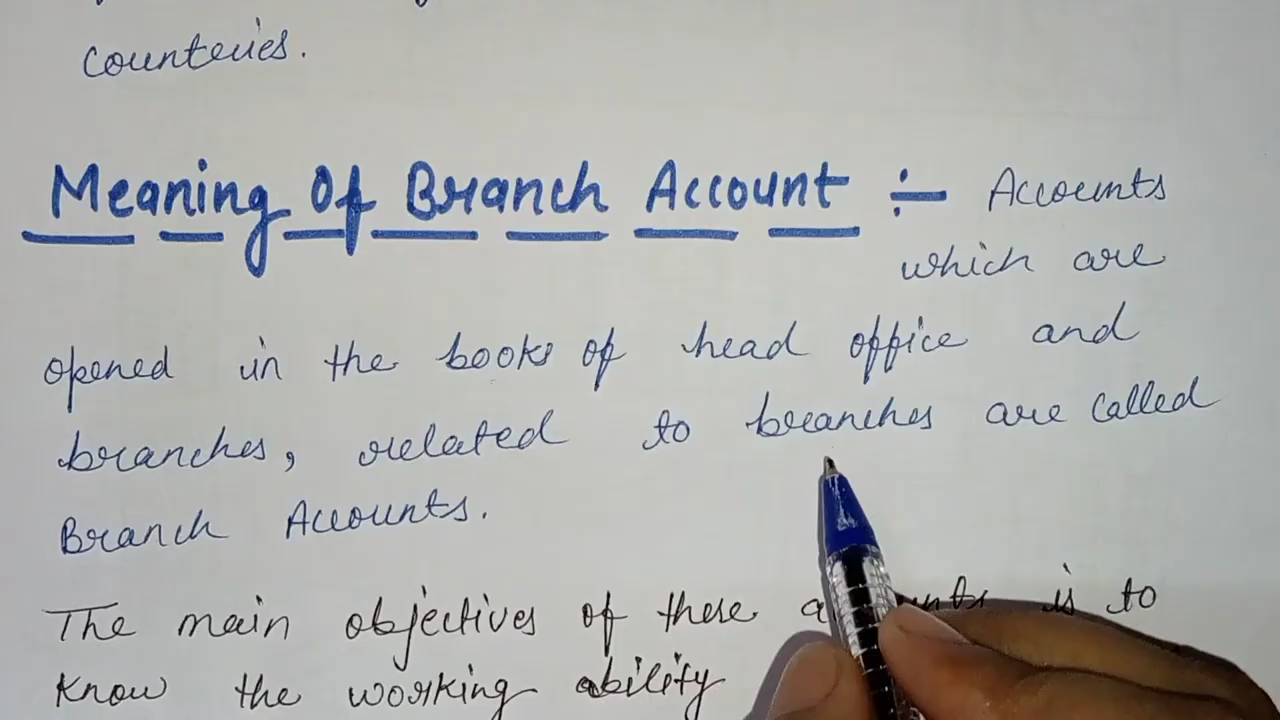 countries.
Meaning Of Branch Account ÷ Accounts
which are
opened in the books of head office and
branches, related to branches are called
Branch Accounts.
The main objectives of these is to
know the working ability